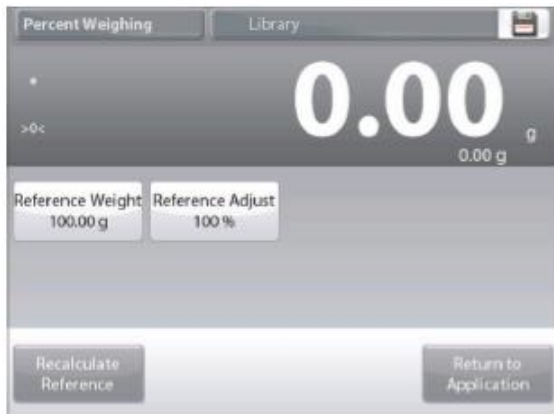 Percent Weighing
Library
0.00
g
>0<
0.00 g
Reference Weight
100.00 g
Reference Adjust
100 %
Recalculate
Reference
Return to
Application